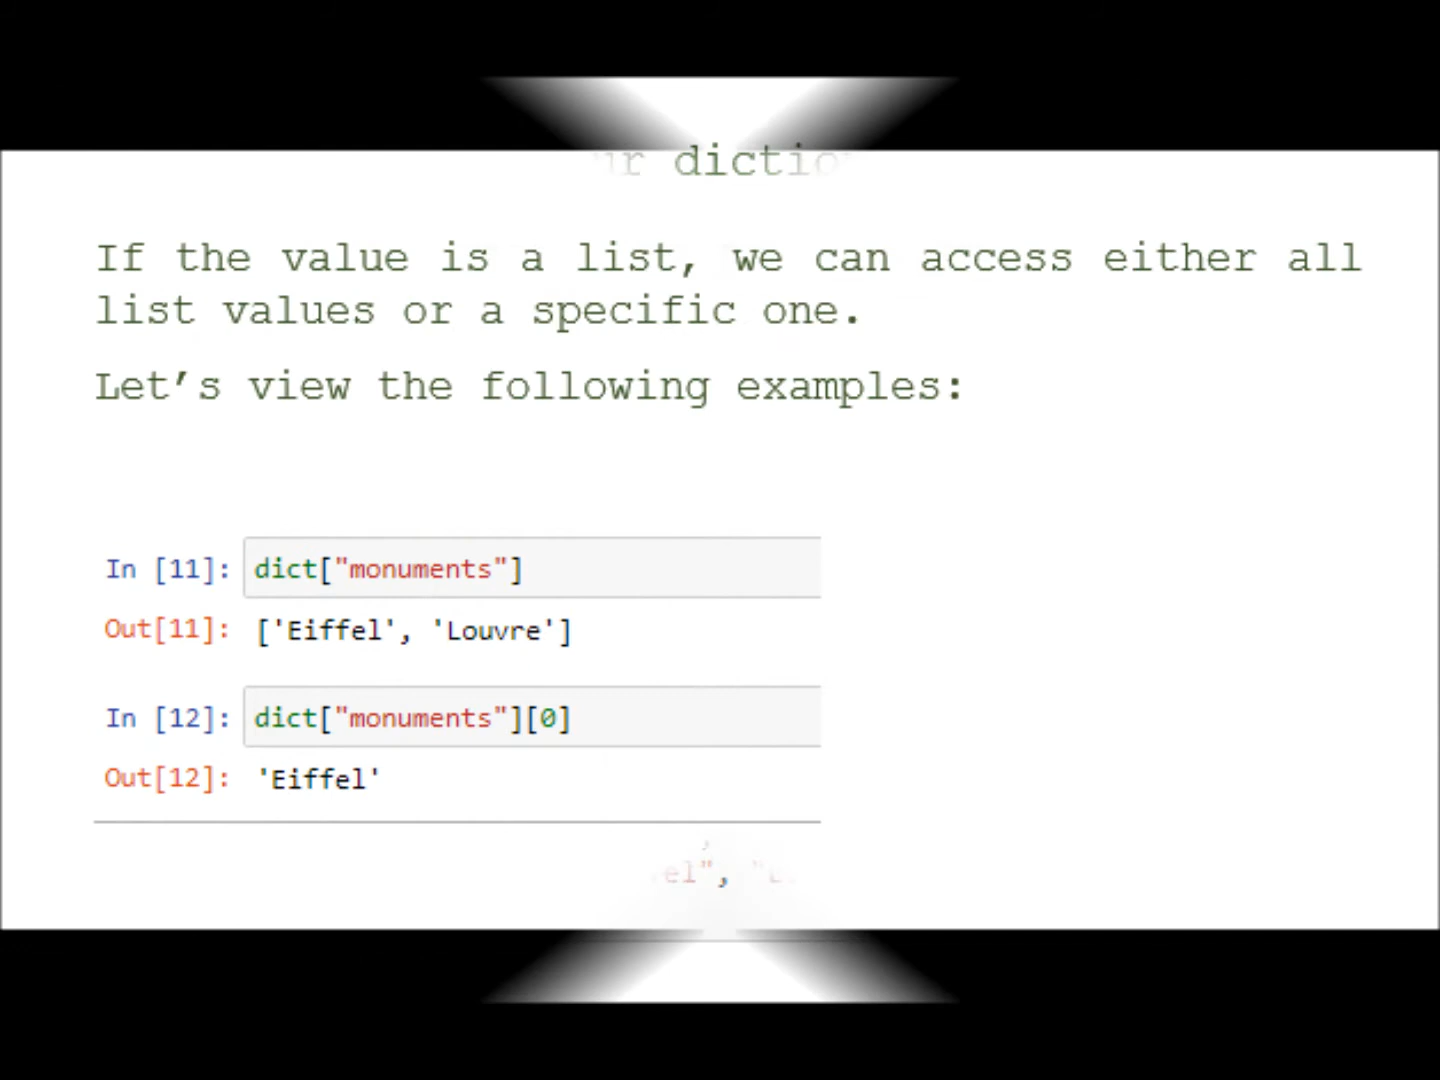 If the value is a list, we can access either all
list values or a specific one.
Let’s view the following examples:
In [11]: dict["monuments"]
Out[11]: ['Eiffel', 'Louvre']
In [12]: dict["monuments"][0]
Out[12]: 'Eiffel'